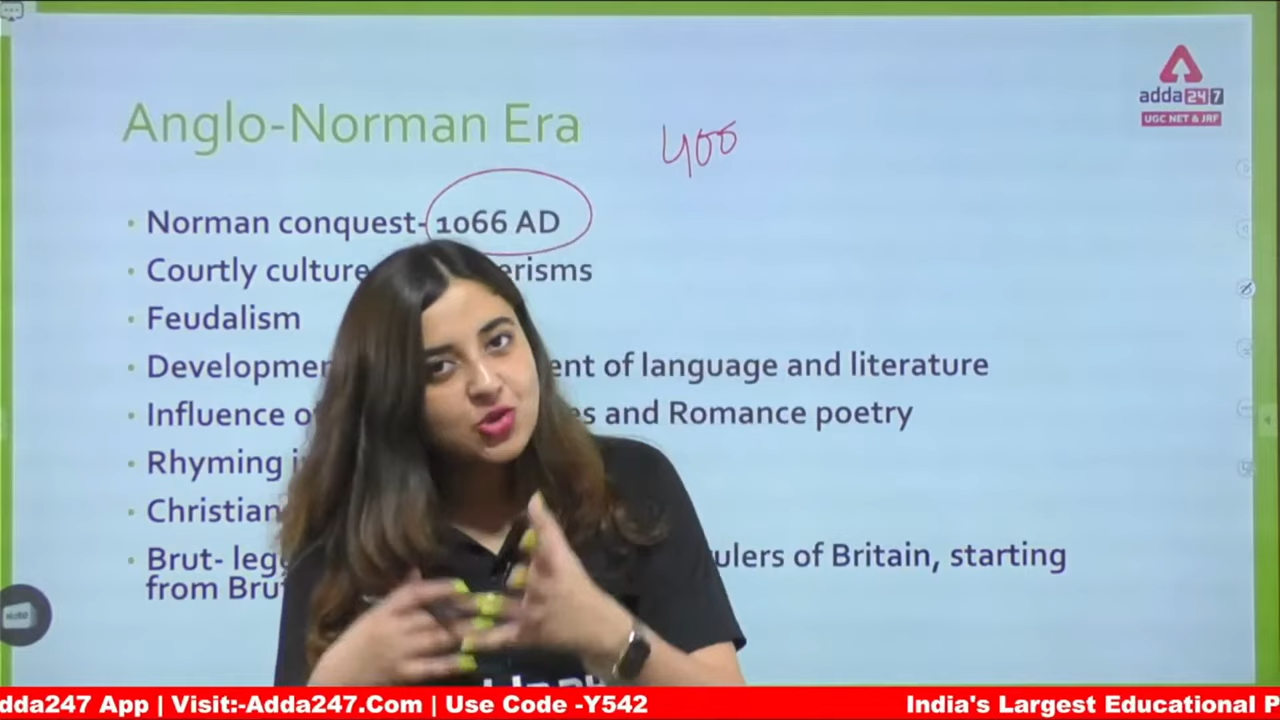 Anglo-Norman Era
400
adda247
UGC NET & JRF
Norman conquest- 1066 AD
Courtly culture erisms
Feudalism
Developmen ent of language and literature
Influence o es and Romance poetry
Rhyming i
Christian
Brut- leg ulers of Britain, starting
from Bru
dda247 App | Visit:-Adda247.Com | Use Code -Y542 India's Largest Educational P